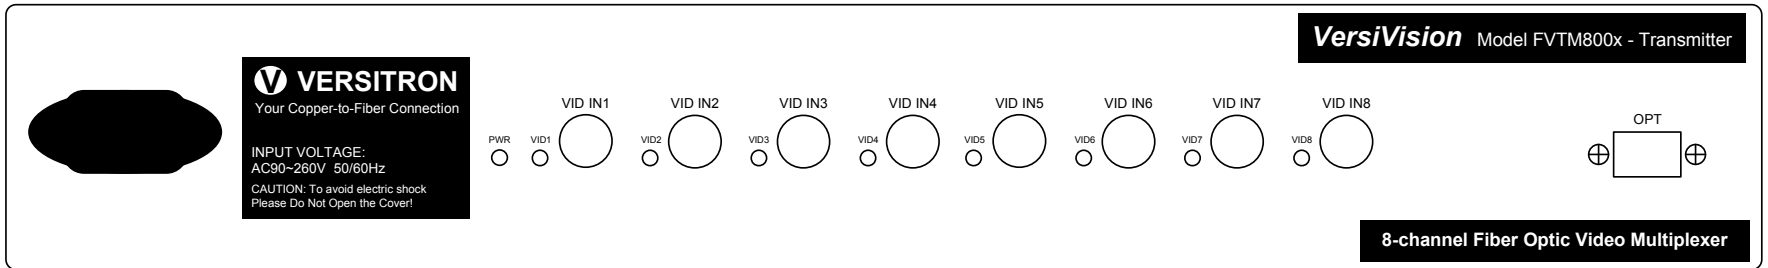 VersiVision Model FVTM800x - Transmitter
V VERSITRON
Your Copper-to-Fiber Connection
INPUT VOLTAGE:
AC90~260V 50/60Hz
CAUTION: To avoid electric shock
Please Do Not Open the Cover!
VID IN1 VID IN2 VID IN3 VID IN4 VID IN5 VID IN6 VID IN7 VID IN8
OPT
PWR VID1 VID2 VID3 VID4 VID5 VID6 VID7 VID8
8-channel Fiber Optic Video Multiplexer